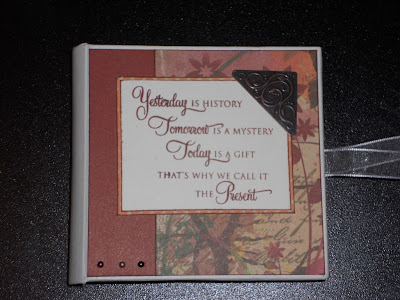 Yesterday IS HISTORY
Tomorrow IS A MYSTERY
Today IS A GIFT
THAT'S WHY WE CALL IT
THE Present